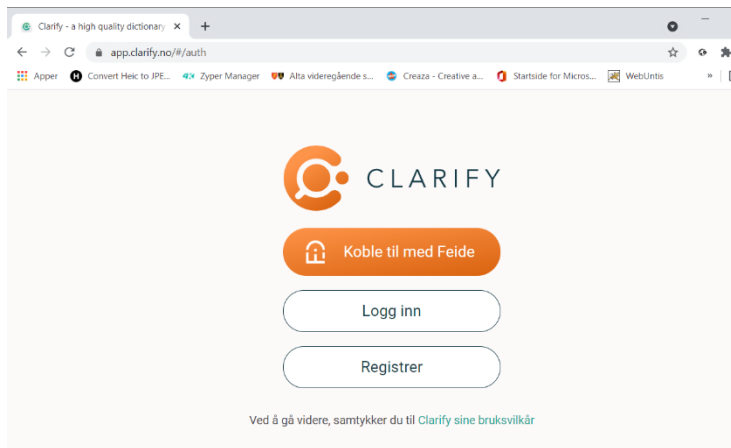 Clarify - a high quality dictionary
app.clarify.no/#/auth
Apper Convert Heic to JPE... Zyper Manager Alta videregående s... Creaza - Creative a... Startside for Micros... WebUntis »
CLARIFY
Koble til med Feide
Logg inn
Registrer
Ved å gå videre, samtykker du til Clarify sine bruksvilkår